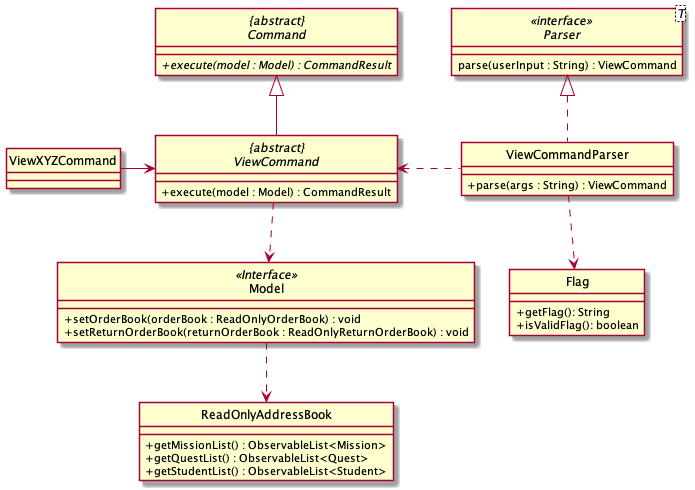 {abstract}
Command
+execute(model : Model) : CommandResult
«interface»
Parser
T
parse(userInput : String) : ViewCommand
ViewXYZCommand
{abstract}
ViewCommand
+execute(model : Model) : CommandResult
ViewCommandParser
+parse(args : String) : ViewCommand
«Interface»
Model
+setOrderBook(orderBook : ReadOnlyOrderBook) : void
+setReturnOrderBook(returnOrderBook : ReadOnlyReturnOrderBook) : void
Flag
+getFlag(): String
+isValidFlag(): boolean
ReadOnlyAddressBook
+getMissionList() : ObservableList<Mission>
+getQuestList() : ObservableList<Quest>
+getStudentList() : ObservableList<Student>